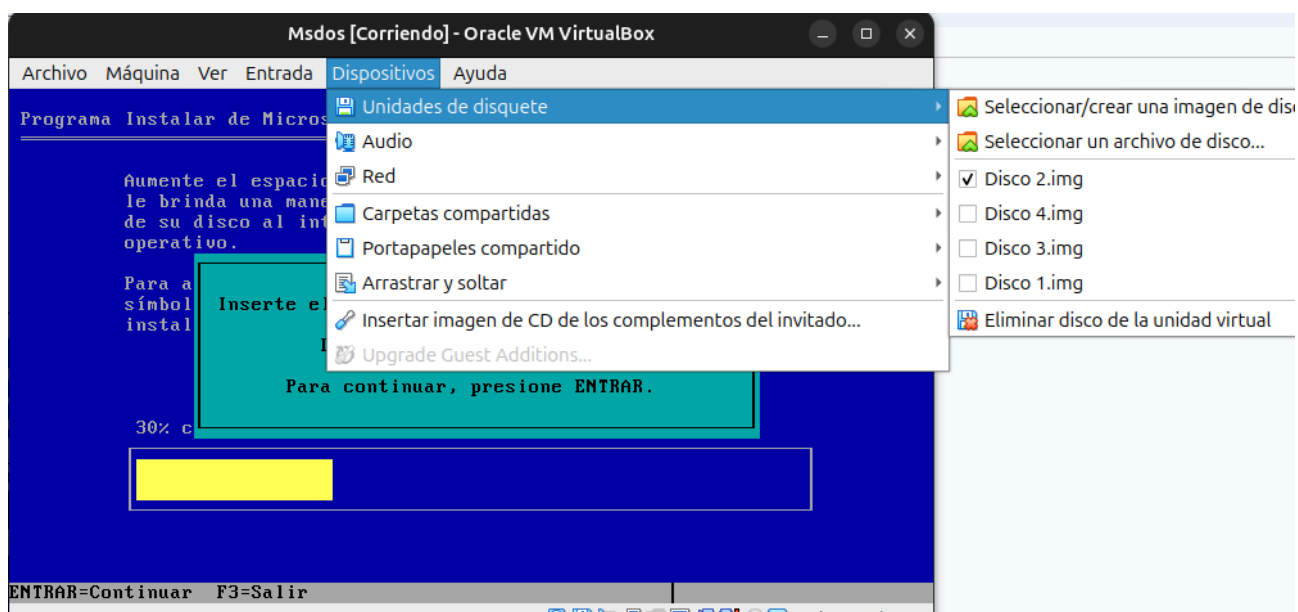 Msdos [Corriendo] - Oracle VM VirtualBox
Archivo Máquina Ver Entrada Dispositivos Ayuda
Programa Instalar de Micros
Aumente el espacio
le brinda una mane
de su disco al int
operativo.
Para a
símbol
instal
Inserte el
Para continuar, presione ENTRAR.
30% c
ENTRAR=Continuar F3=Salir
Unidades de disquete
Audio
Red
Carpetas compartidas
Portapapeles compartido
Arrastrar y soltar
Insertar imagen de CD de los complementos del invitado...
Upgrade Guest Additions...
Seleccionar/crear una imagen de disc
Seleccionar un archivo de disco...
Disco 2.img
Disco 4.img
Disco 3.img
Disco 1.img
Eliminar disco de la unidad virtual